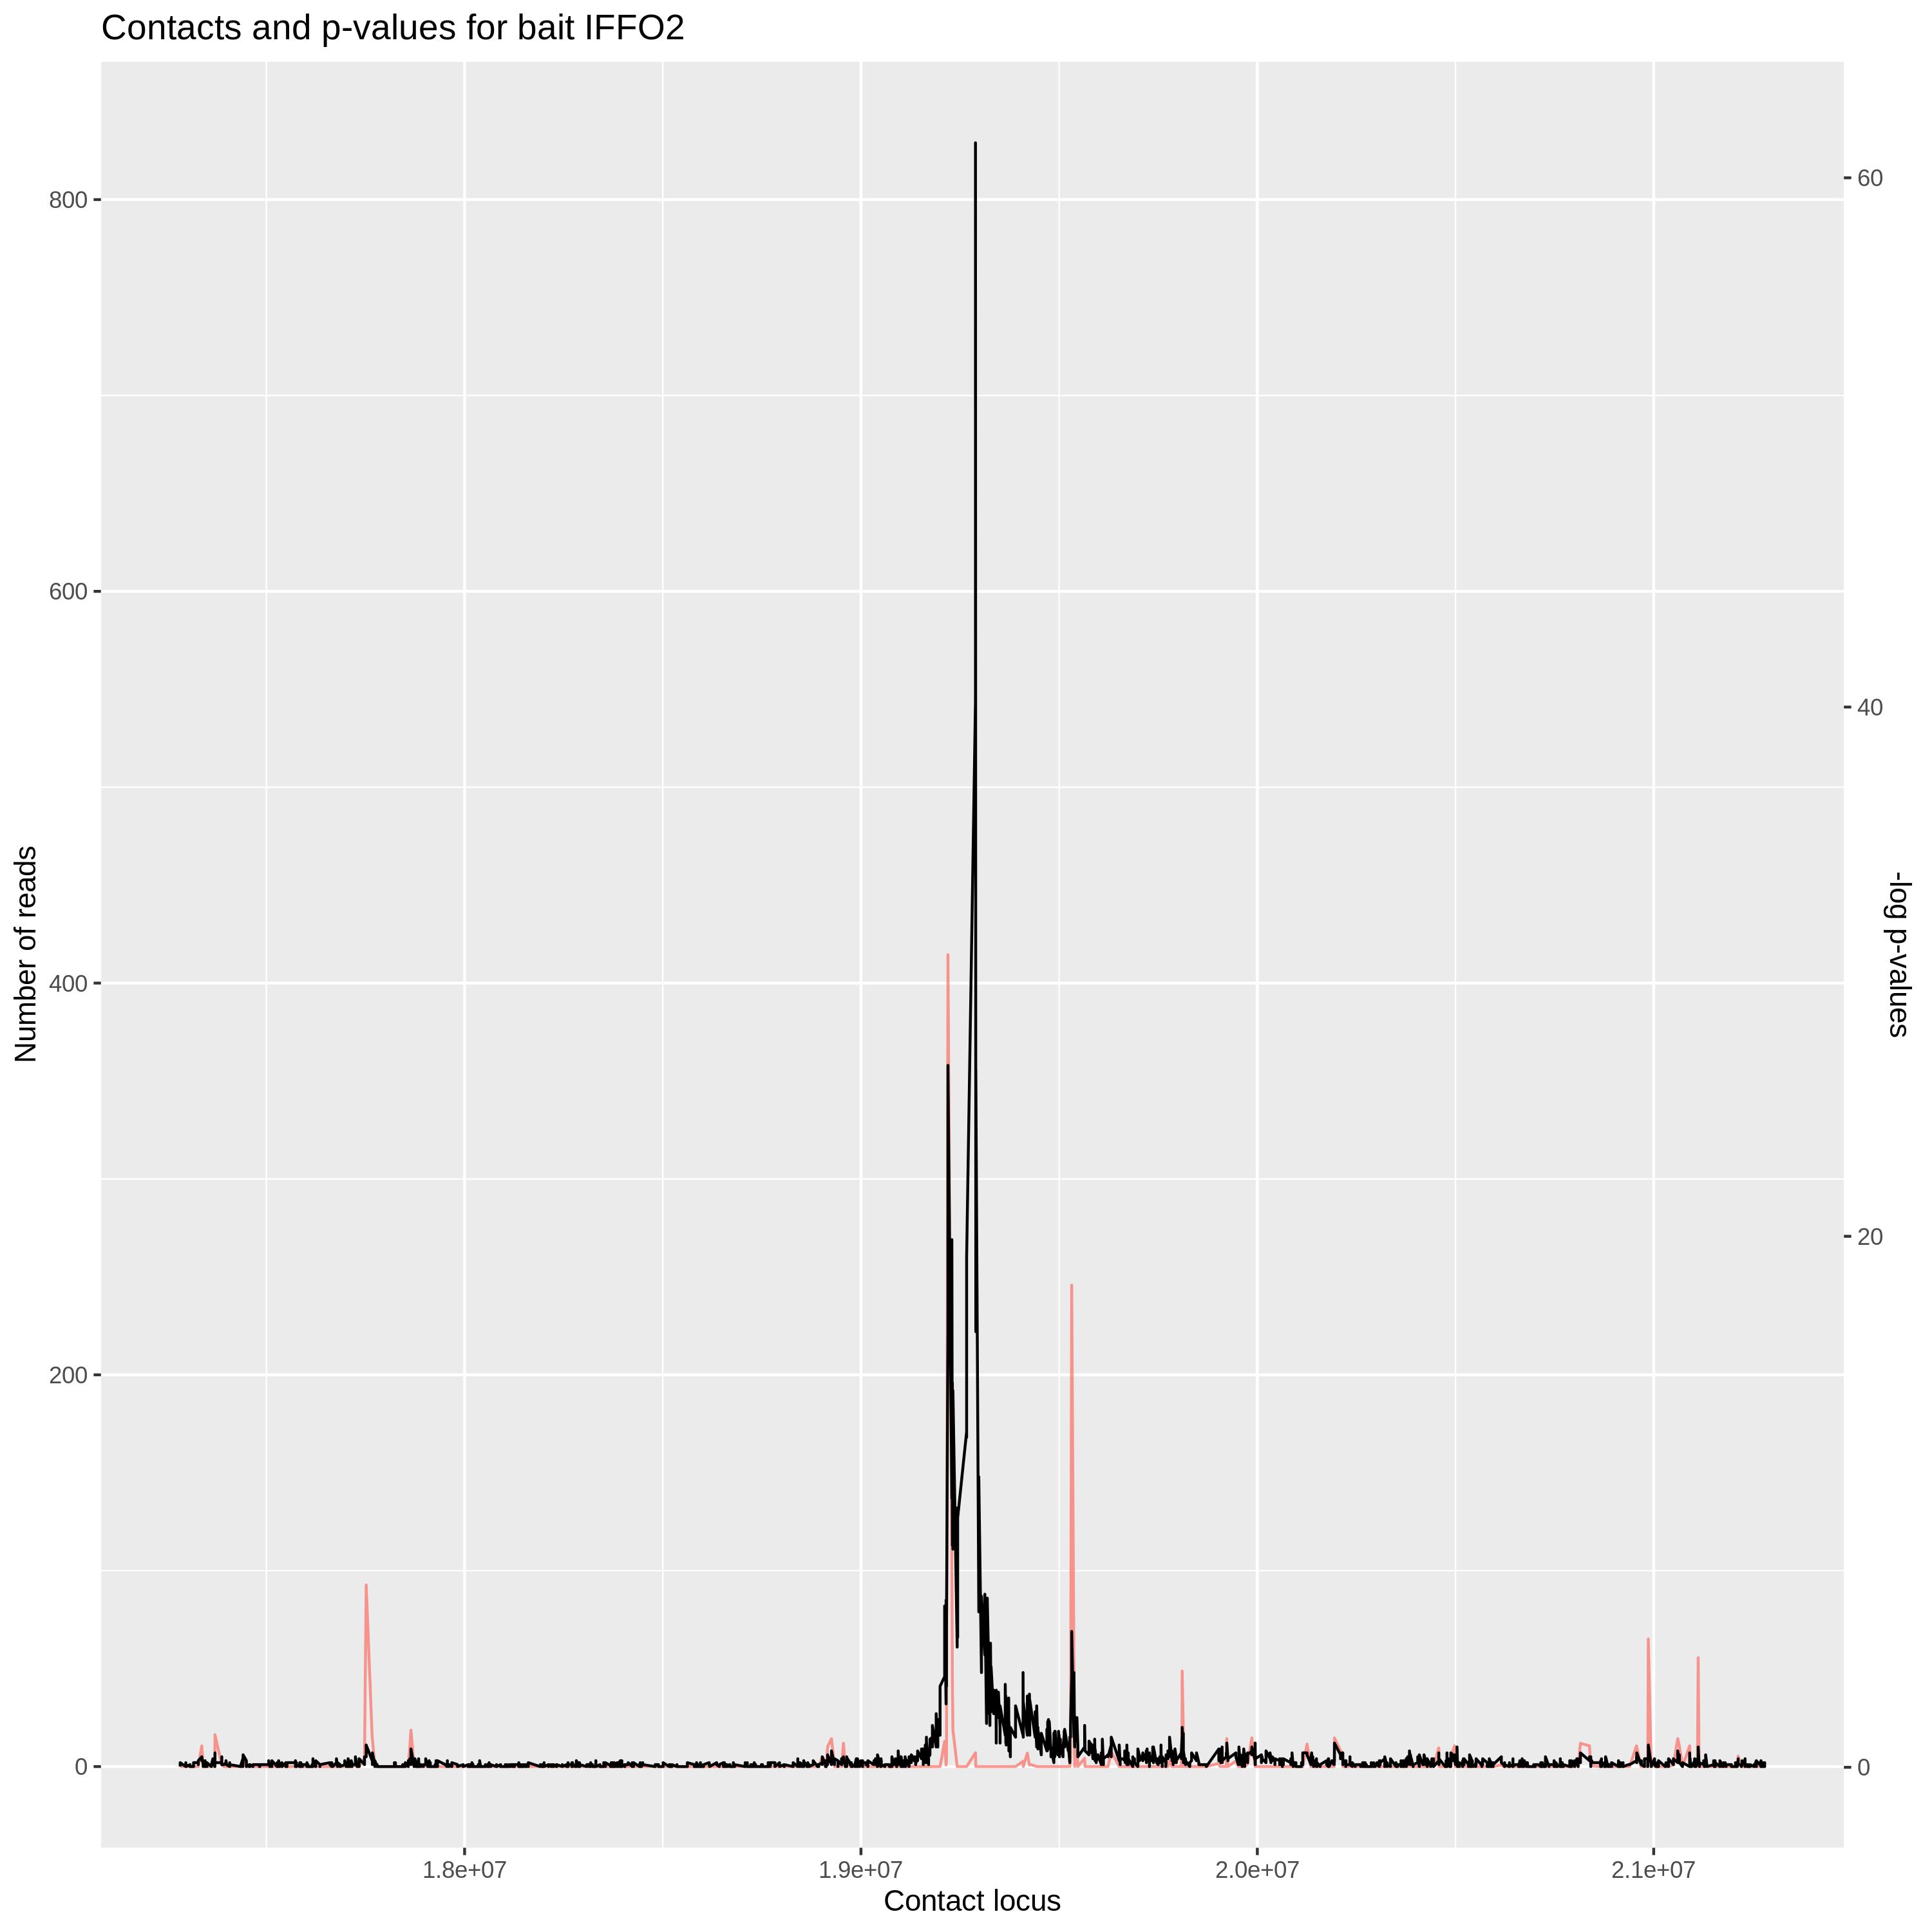 Contacts and p-values for bait IFFO2
800
600
400
200
0
Number of reads
60
40
20
0
-log p-values
1.8e+07
1.9e+07
2.0e+07
2.1e+07
Contact locus